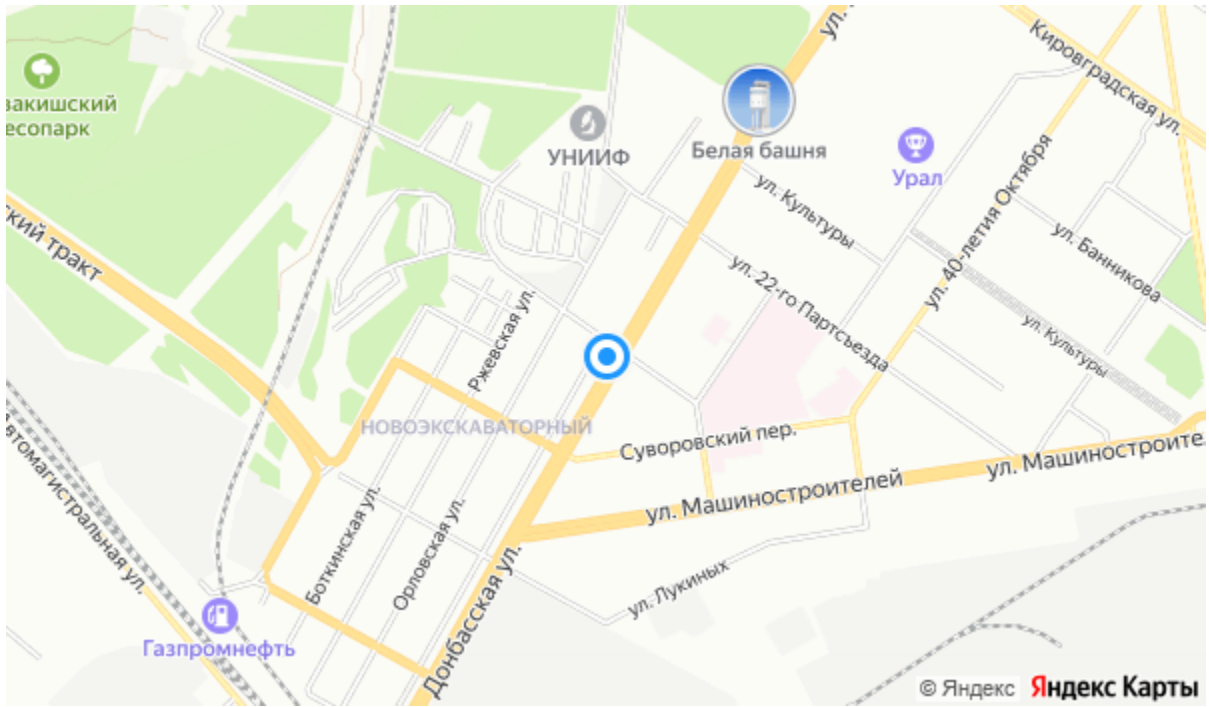 ул.
Кировградская ул.
закишский
есопарк
УНИИФ
Белая башня
Урал
ул. Культуры
ул. 40-летия Октября
ул. Банникова
ский тракт
ул. 22-го Партсъезда
Ржевская ул.
ул. Культуры
НОВОЭКСКАВАТОРНЫЙ
Суворовский пер.
ул. Машиностроителей
ул. Машиностроите
Автомагистральная ул.
Боткинская ул.
Орловская ул.
Донбасская ул.
ул. Лукиных
Газпромнефть
© Яндекс Яндекс Карты